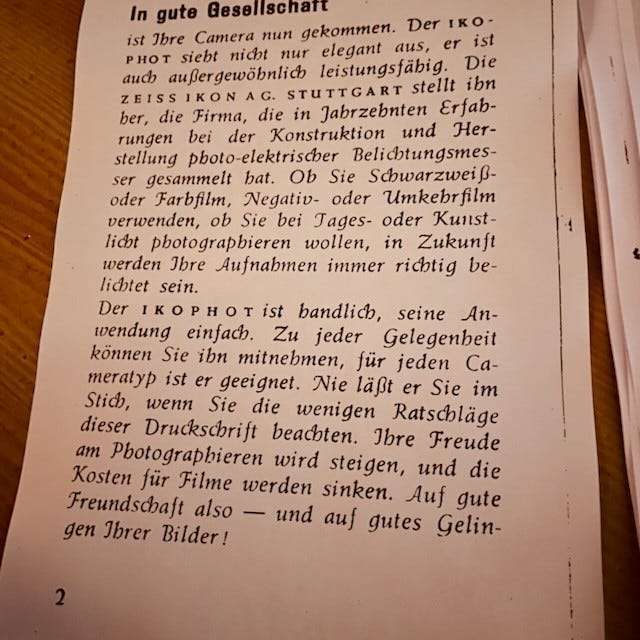 In gute Gesellschaft
ist Ihre Camera nun gekommen. Der IKO-
PHOT sieht nicht nur elegant aus, er ist
auch außergewöhnlich leistungsfähig. Die
ZEISS IKON AG. STUTTGART stellt ihn
her, die Firma, die in Jahrzehnten Erfah-
rungen bei der Konstruktion und Her-
stellung photo-elektrischer Belichtungsmes-
ser gesammelt hat. Ob Sie Schwarzweiß-
oder Farbfilm, Negativ- oder Umkehrfilm
verwenden, ob Sie bei Tages- oder Kunst-
licht photographieren wollen, in Zukunft
werden Ihre Aufnahmen immer richtig be-
lichtet sein.
Der IKOPHOT ist handlich, seine An-
wendung einfach. Zu jeder Gelegenheit
können Sie ihn mitnehmen, für jeden Ca-
meratyp ist er geeignet. Nie läßt er Sie im
Stich, wenn Sie die wenigen Ratschläge
dieser Druckschrift beachten. Ihre Freude
am Photographieren wird steigen, und die
Kosten für Filme werden sinken. Auf gute
Freundschaft also — und auf gutes Gelin-
gen Ihrer Bilder!
2